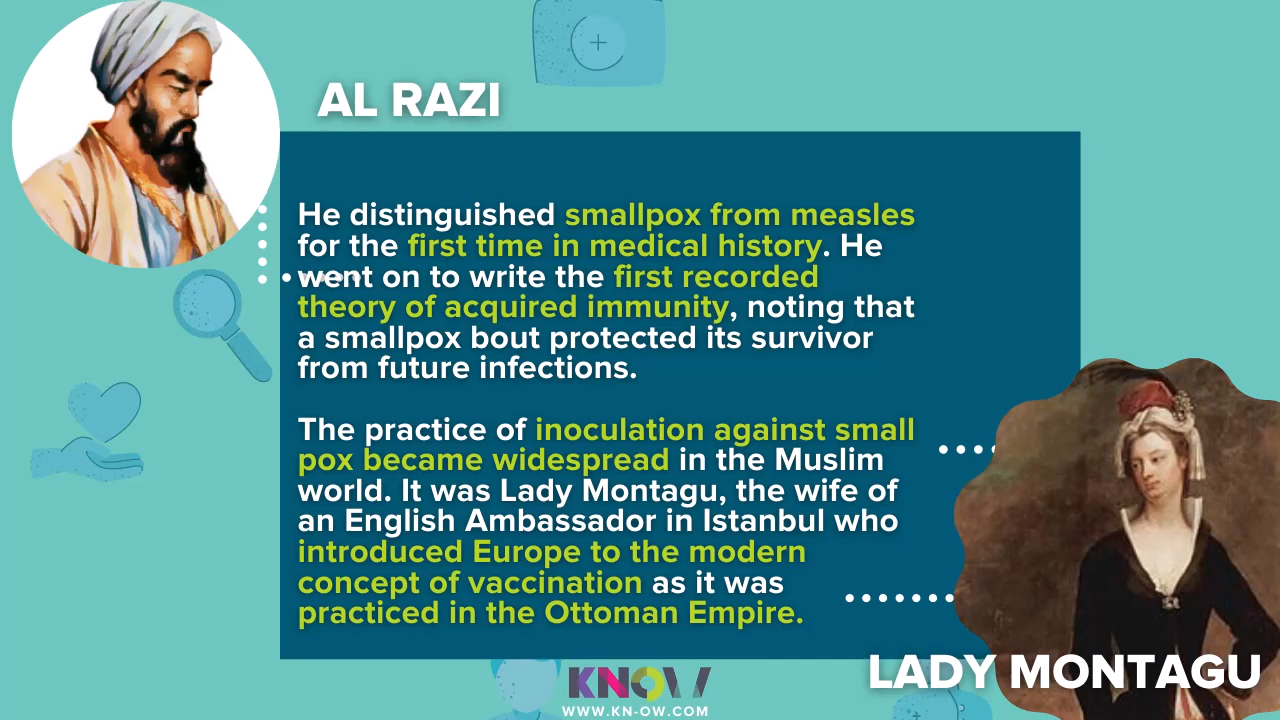 AL RAZI
He distinguished smallpox from measles
for the first time in medical history. He
went on to write the first recorded
theory of acquired immunity, noting that
a smallpox bout protected its survivor
from future infections.
The practice of inoculation against small
pox became widespread in the Muslim
world. It was Lady Montagu, the wife of
an English Ambassador in Istanbul who
introduced Europe to the modern
concept of vaccination as it was
practiced in the Ottoman Empire.
LADY MONTAGU
KNOW
WWW.KN-OW.COM